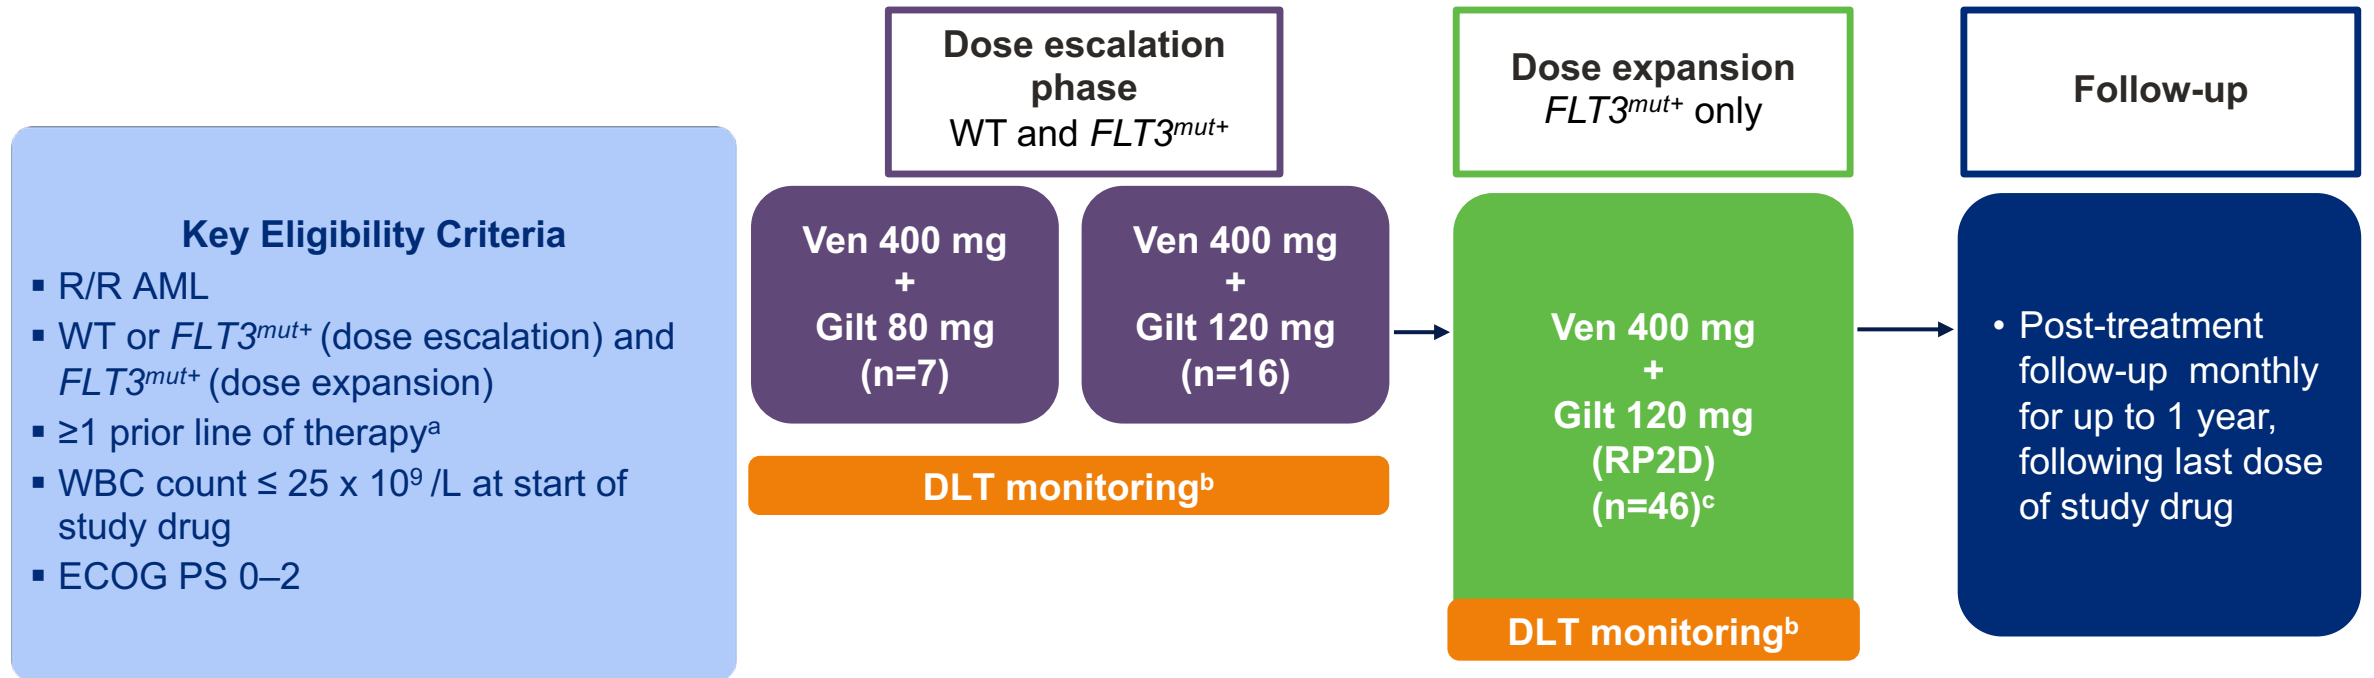 Key Eligibility Criteria
▪ R/R AML
▪ WT or FLT3ᵐᵘᵗ⁺ (dose escalation) and
FLT3ᵐᵘᵗ⁺ (dose expansion)
▪ ≥1 prior line of therapyᵃ
▪ WBC count ≤ 25 x 10⁹ /L at start of
study drug
▪ ECOG PS 0–2
Dose escalation
phase
WT and FLT3ᵐᵘᵗ⁺
Ven 400 mg
+
Gilt 80 mg
(n=7)
Ven 400 mg
+
Gilt 120 mg
(n=16)
DLT monitoringᵇ
Dose expansion
FLT3ᵐᵘᵗ⁺ only
Ven 400 mg
+
Gilt 120 mg
(RP2D)
(n=46)ᶜ
DLT monitoringᵇ
Follow-up
• Post-treatment
follow-up monthly
for up to 1 year,
following last dose
of study drug